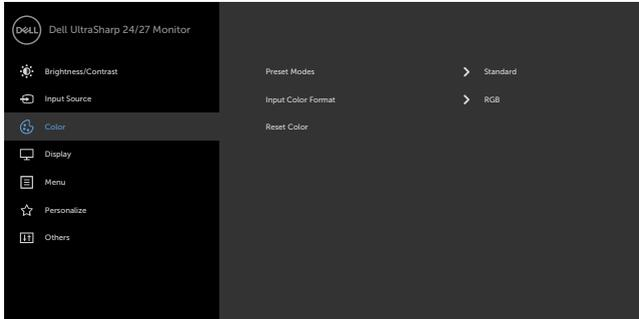 DELL
Dell UltraSharp 24/27 Monitor
Brightness/Contrast
Input Source
Color
Display
Menu
Personalize
Others
Preset Modes
Standard
Input Color Format
RGB
Reset Color